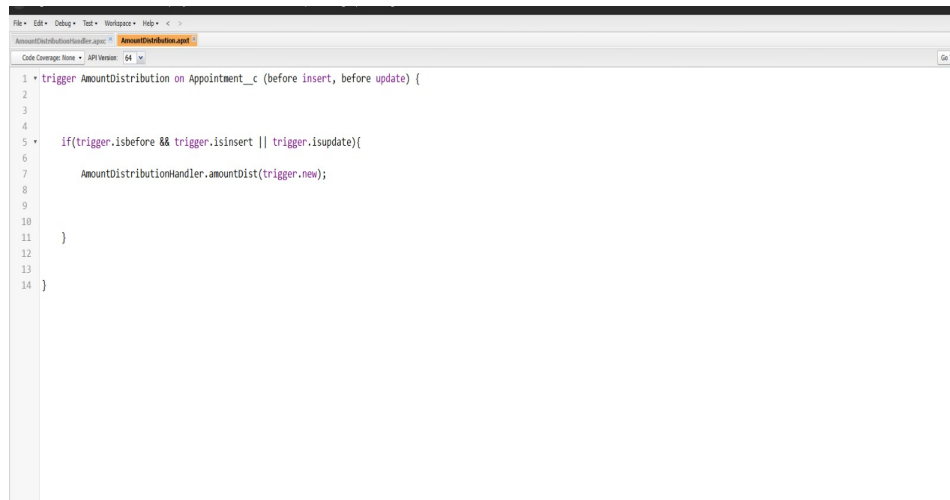 File • Edit • Debug • Test • Workspace • Help • < >
AmountDistributionHandler.apxc × AmountDistribution.apxt ×
Code Coverage: None • API Version: 64 Go
1 trigger AmountDistribution on Appointment__c (before insert, before update) {
2
3
4
5 if(trigger.isbefore && trigger.isinsert || trigger.isupdate){
6
7 AmountDistributionHandler.amountDist(trigger.new);
8
9
10
11 }
12
13
14 }